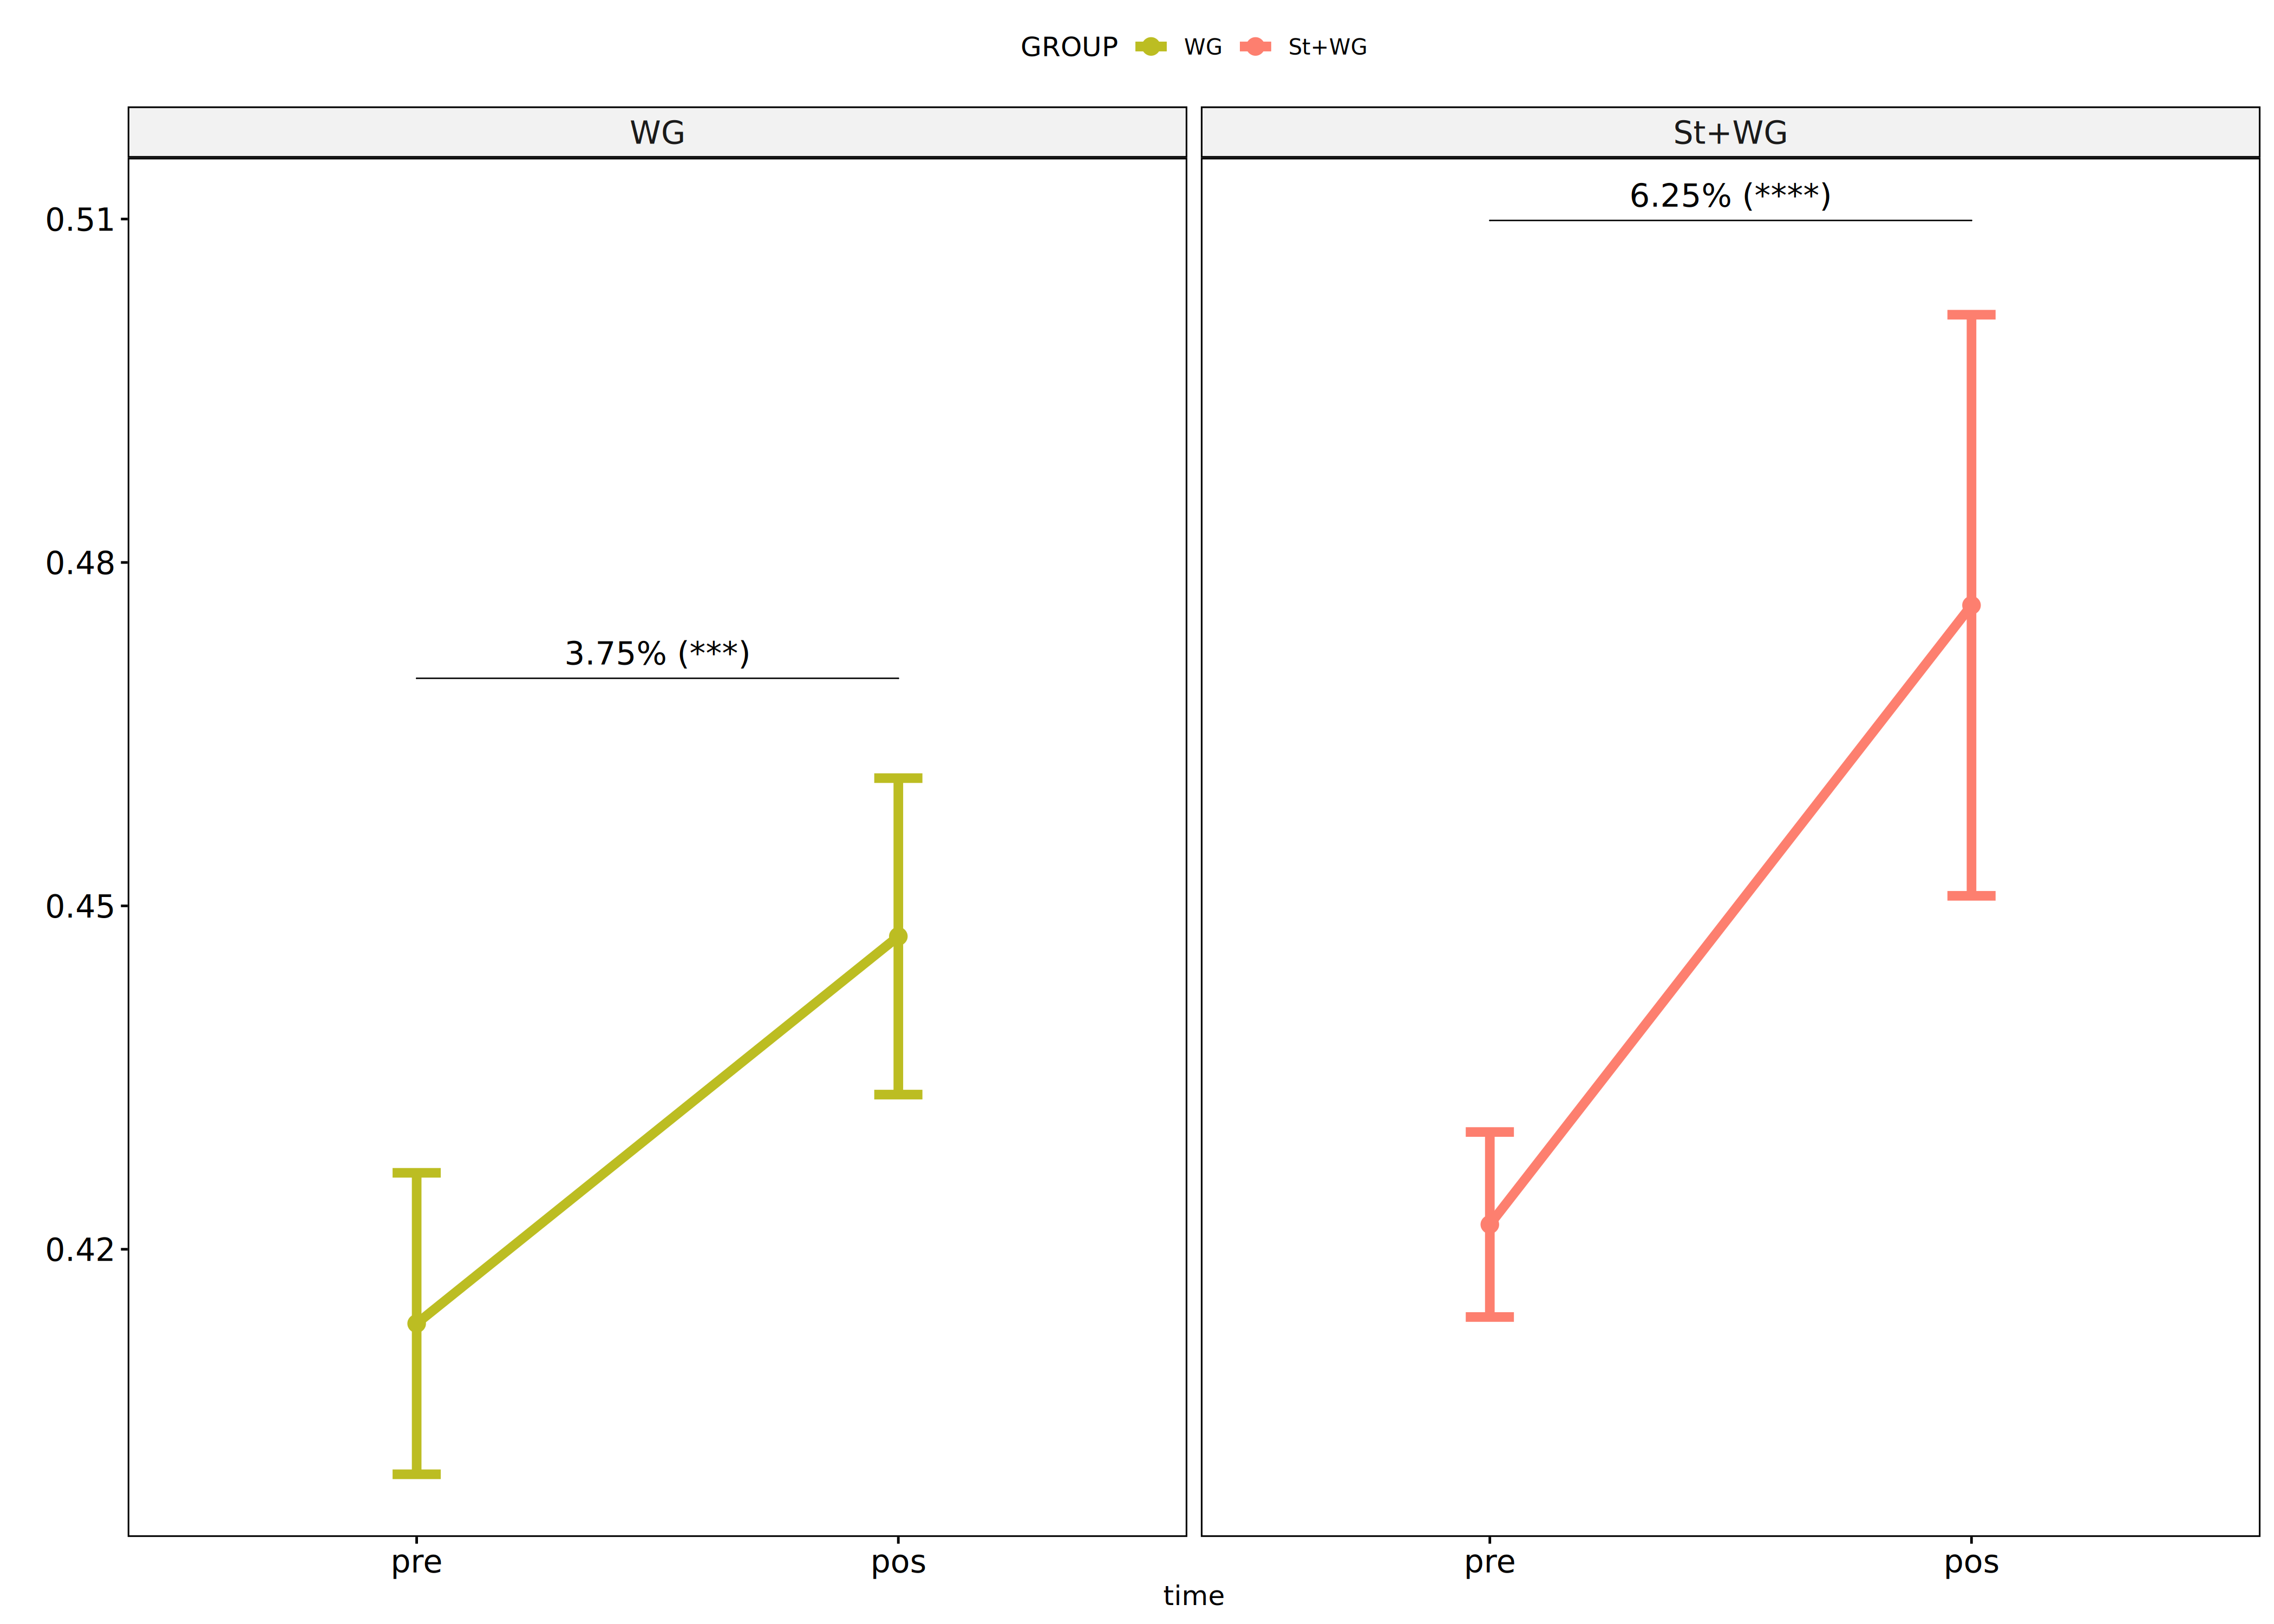 GROUP WG St+WG
WG St+WG
6.25% (****)
0.51
0.48
3.75% (***)
0.45
0.42
pre pos pre pos
time